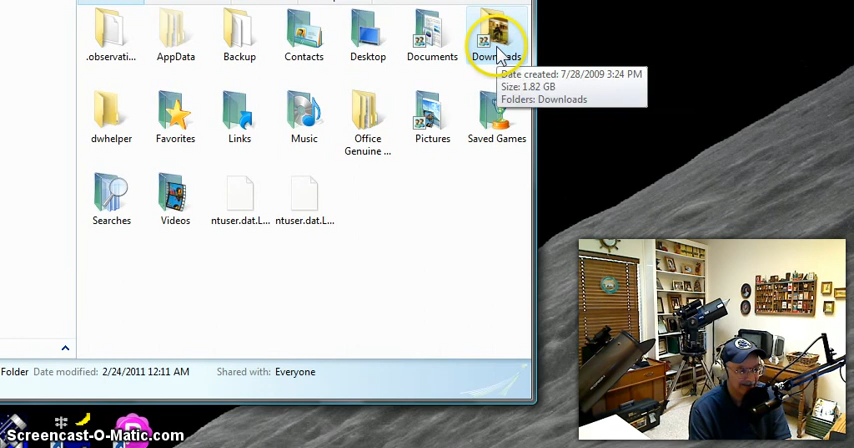 .observati...
AppData
Backup
Contacts
Desktop
Documents
Downloads
Date created: 7/28/2009 3:24 PM
Size: 1.82 GB
Folders: Downloads
dwhelper
Favorites
Links
Music
Office
Genuine ...
Pictures
Saved Games
Searches
Videos
ntuser.dat.L...
ntuser.dat.L...
Folder Date modified: 2/24/2011 12:11 AM Shared with: Everyone
Screencast-O-Matic.com